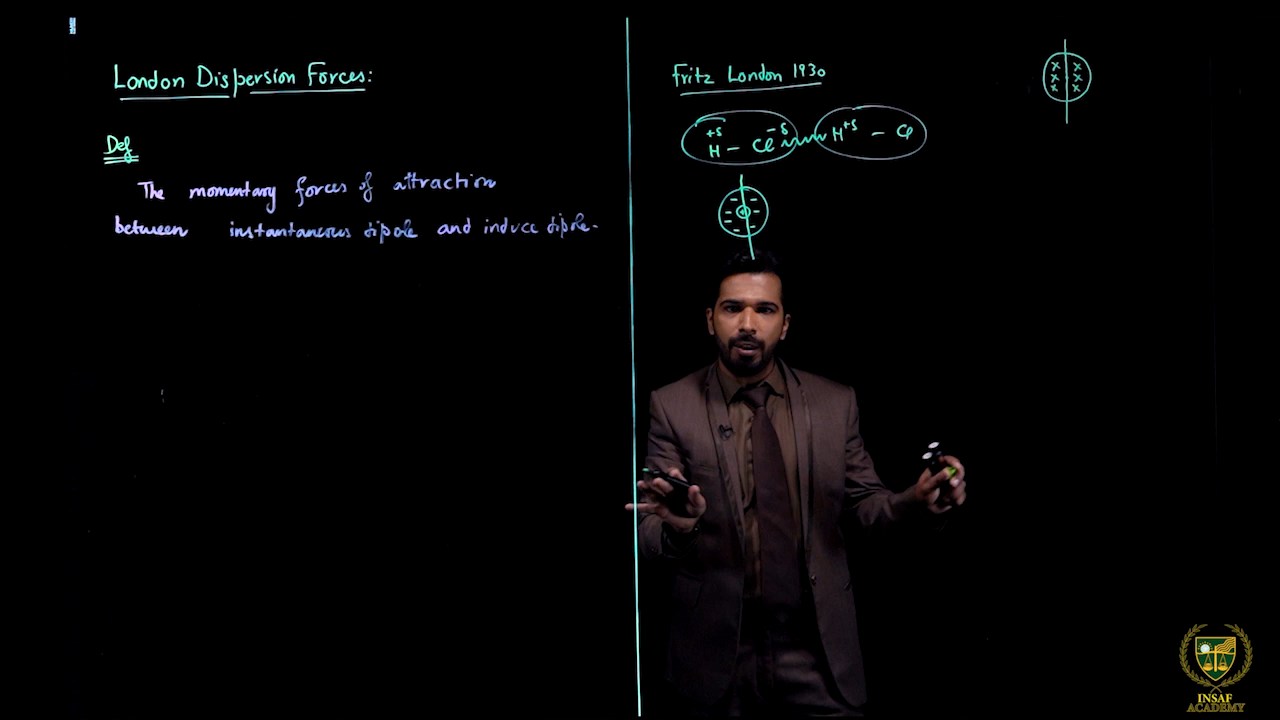 London Dispersion Forces:
Def
The momentary forces of attraction
between instantaneous dipole and induce dipole.
Fritz London 1930
+δ −δ +δ
H − Cl H − Cl
x x
x x
x x
INSAF
ACADEMY